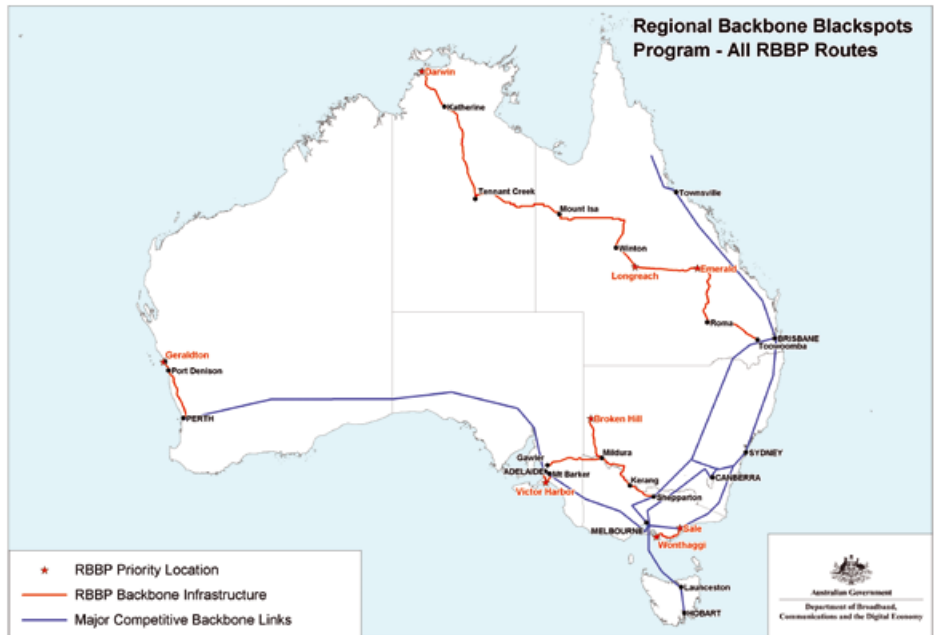 Regional Backbone Blackspots
Program - All RBBP Routes
Darwin
Katherine
Tennant Creek
Mount Isa
Townsville
Winton
Longreach
Emerald
Roma
BRISBANE
Toowoomba
Geraldton
Port Denison
PERTH
Broken Hill
Gawler
Mildura
SYDNEY
ADELAIDE
Mt Barker
CANBERRA
Victor Harbor
Kerang
Shepparton
MELBOURNE
Sale
Wonthaggi
Launceston
HOBART
RBBP Priority Location
RBBP Backbone Infrastructure
Major Competitive Backbone Links
Australian Government
Department of Broadband,
Communications and the Digital Economy